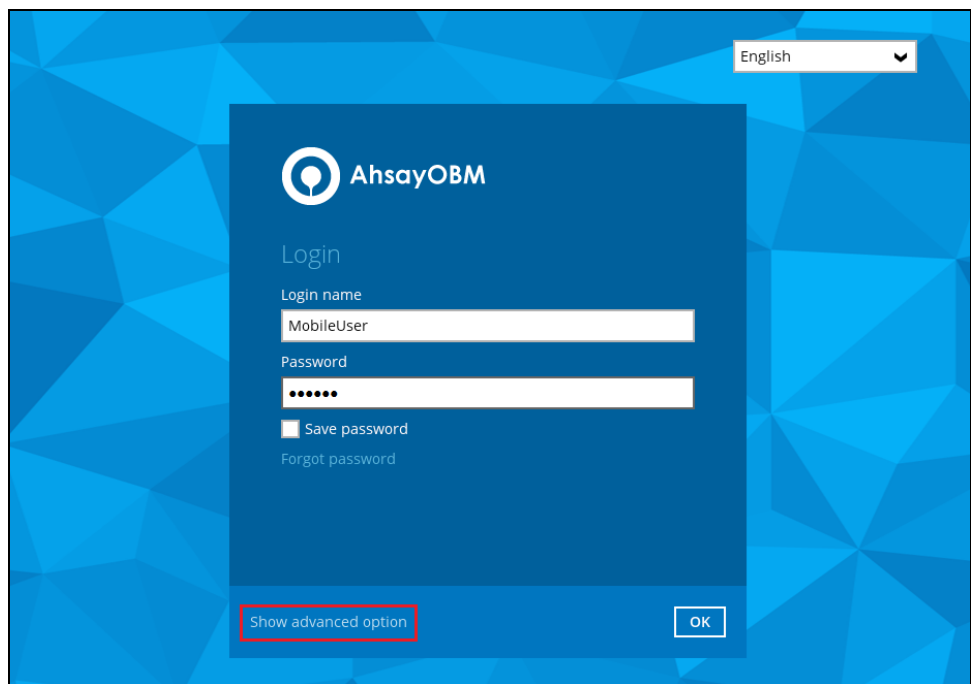 English
AhsayOBM
Login
Login name
MobileUser
Password
••••••
Save password
Forgot password
Show advanced option
OK